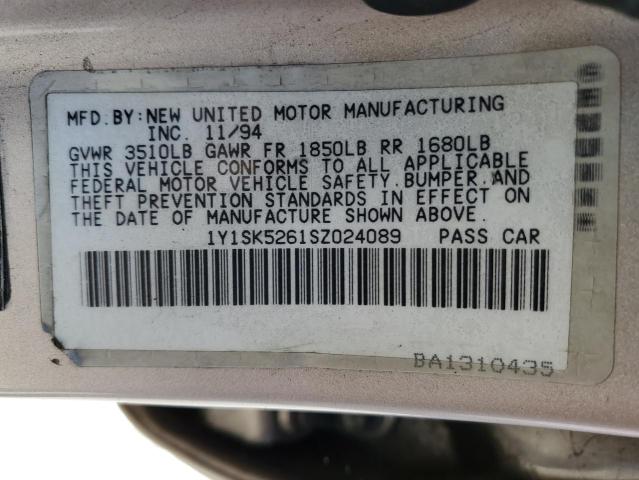 MFD. BY: NEW UNITED MOTOR MANUFACTURING
INC. 11/94
GVWR 3510LB GAWR FR 1850LB RR 1680LB
THIS VEHICLE CONFORMS TO ALL APPLICABLE
FEDERAL MOTOR VEHICLE SAFETY, BUMPER, AND
THEFT PREVENTION STANDARDS IN EFFECT ON
THE DATE OF MANUFACTURE SHOWN ABOVE.
1Y1SK5261SZ024089 PASS CAR
BA1310435